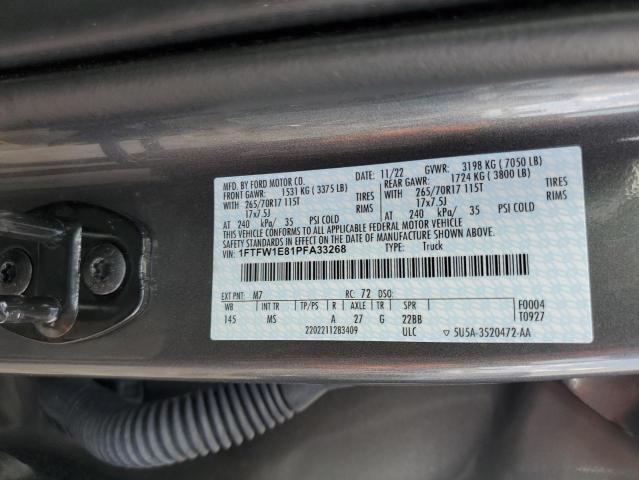 MFD. BY FORD MOTOR CO.
DATE: 11/22 GVWR: 3198 KG ( 7050 LB)
FRONT GAWR: 1531 KG ( 3375 LB) REAR GAWR: 1724 KG ( 3800 LB)
WITH 265/70R17 115T TIRES WITH 265/70R17 115T TIRES
17x7.5J RIMS 17x7.5J RIMS
AT 240 kPa/ 35 PSI COLD AT 240 kPa/ 35 PSI COLD
THIS VEHICLE CONFORMS TO ALL APPLICABLE FEDERAL MOTOR VEHICLE
SAFETY, BUMPER, AND THEFT PREVENTION STANDARDS IN EFFECT ON THE DATE OF
MANUFACTURE SHOWN ABOVE.
VIN: 1FTFW1E81PFA33268 TYPE: Truck
EXT PNT: M7 RC: 72 DSO:
WB INT TR TP/PS R AXLE TR SPR F0004
145 MS A 27 G 22BB T0927
2202211283409 ULC ▽ 5U5A-3520472-AA